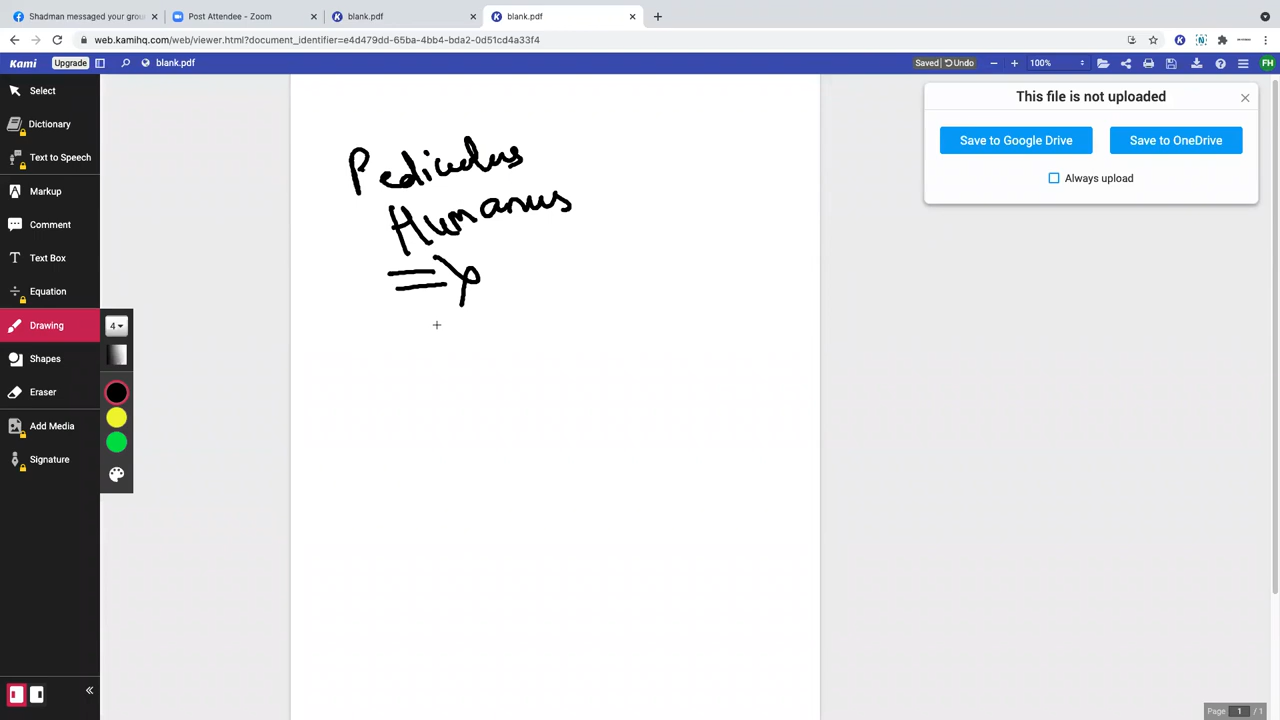 Shadman messaged your grou
Post Attendee - Zoom
blank.pdf
blank.pdf
web.kamihq.com/web/viewer.html?document_identifier=e4d479dd-65ba-4bb4-bda2-0d51cd4a33f4
Kami
Upgrade
blank.pdf
Saved
Undo
100%
FH
Select
Dictionary
Text to Speech
Markup
Comment
Text Box
Equation
Drawing
Shapes
Eraser
Add Media
Signature
4
This file is not uploaded
Save to Google Drive
Save to OneDrive
Always upload
Pediculus
Humanus
Page 1 / 1